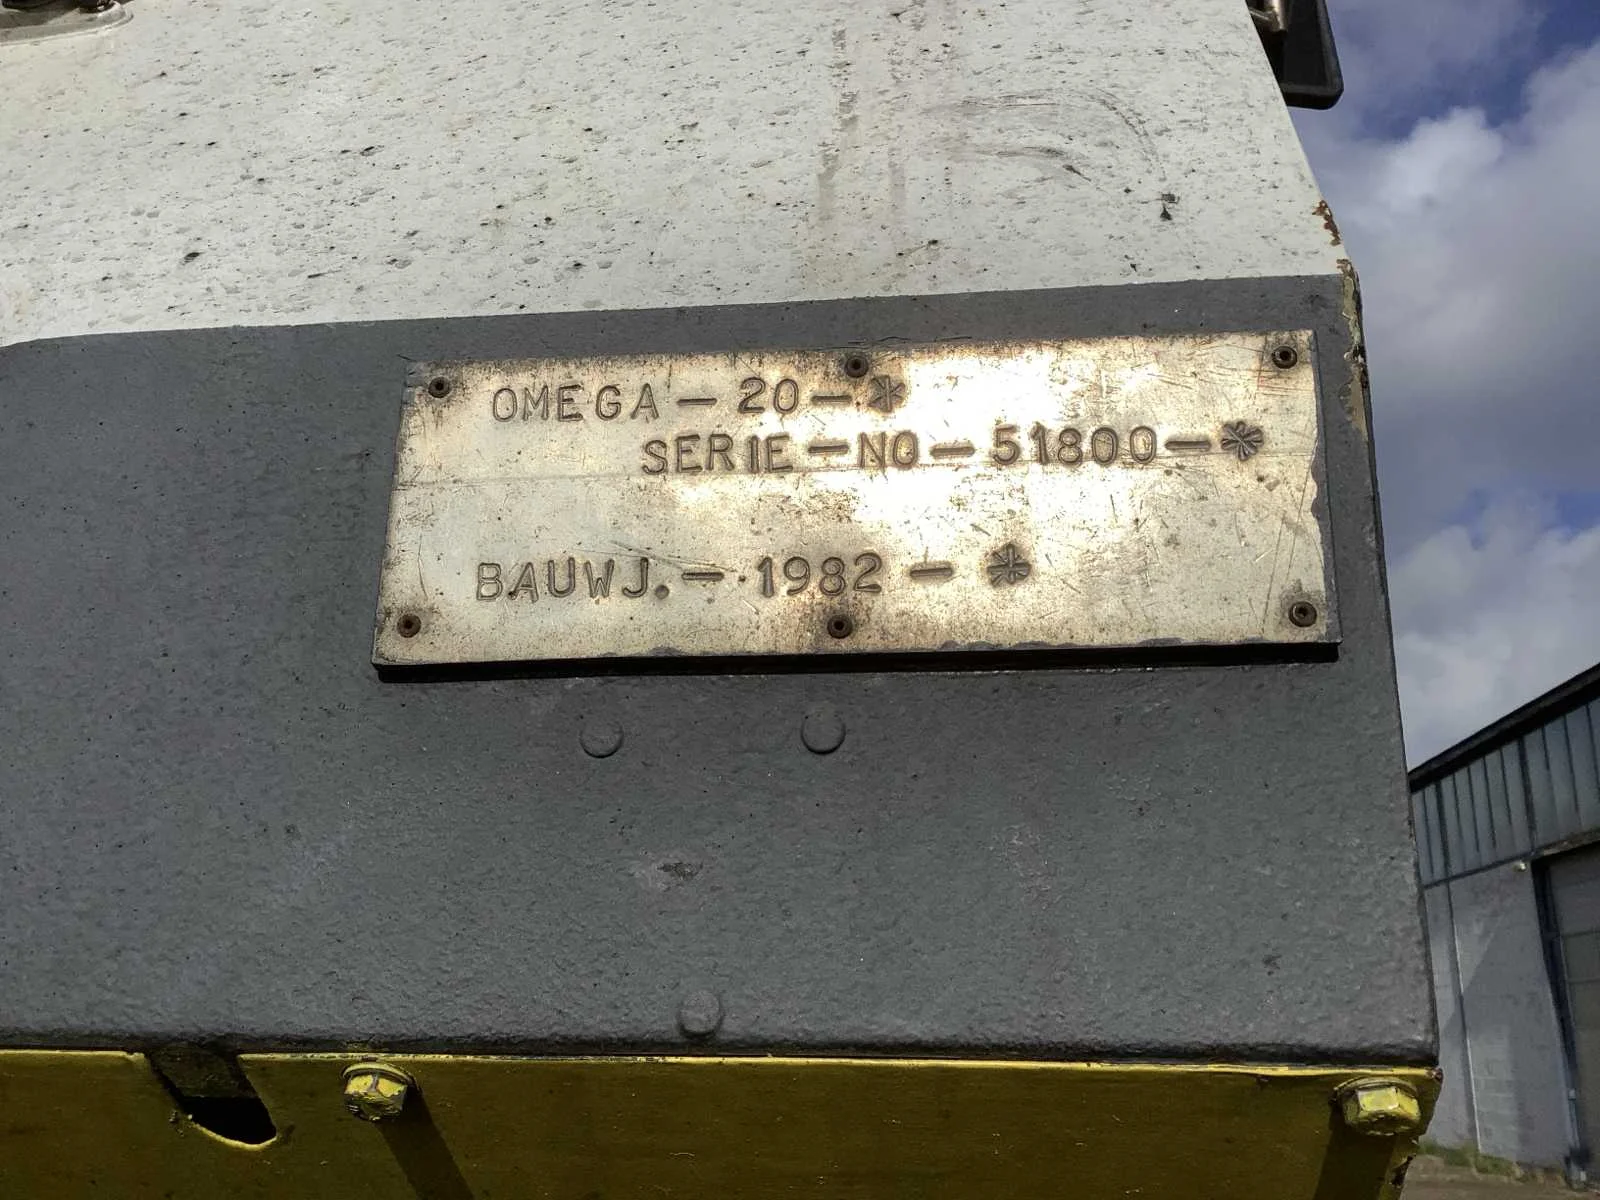 OMEGA - 20 - *
SERIE - NO - 51800 - *
BAUWJ. - 1982 - *